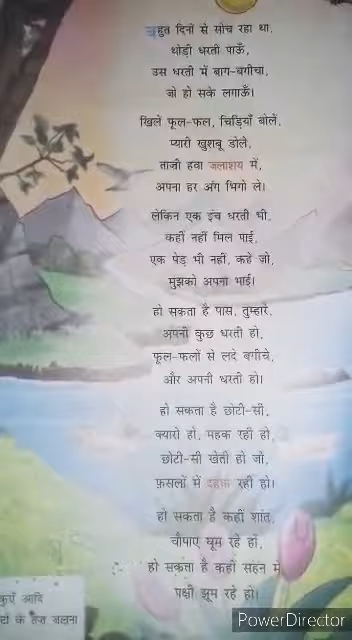 बहुत दिनों से सोच रहा था,
थोड़ी धरती पाऊँ,
उस धरती में बाग-बगीचा,
जो हो सके लगाऊँ।
खिलें फूल-फल, चिड़ियाँ बोलें,
प्यारी खुशबू डोले,
ताज़ी हवा जलाशय में,
अपना हर अंग भिगो ले।
लेकिन एक इंच धरती भी,
कहीं नहीं मिल पाई,
एक पेड़ भी नहीं, कहे जो,
मुझको अपना भाई।
हो सकता है पास, तुम्हारे,
अपनी कुछ धरती हो,
फूल-फलों से लदे बगीचे,
और अपनी धरती हो।
हो सकता है छोटी-सी,
क्यारी हो, महक रही हो,
छोटी-सी खेती हो जो,
फ़सलों में दहक रही हो।
हो सकता है कहीं शांत,
चौपाए घूम रहे हों,
हो सकता है कहीं सहन में
पक्षी झूम रहे हों।
कुएँ आदि
PowerDirector